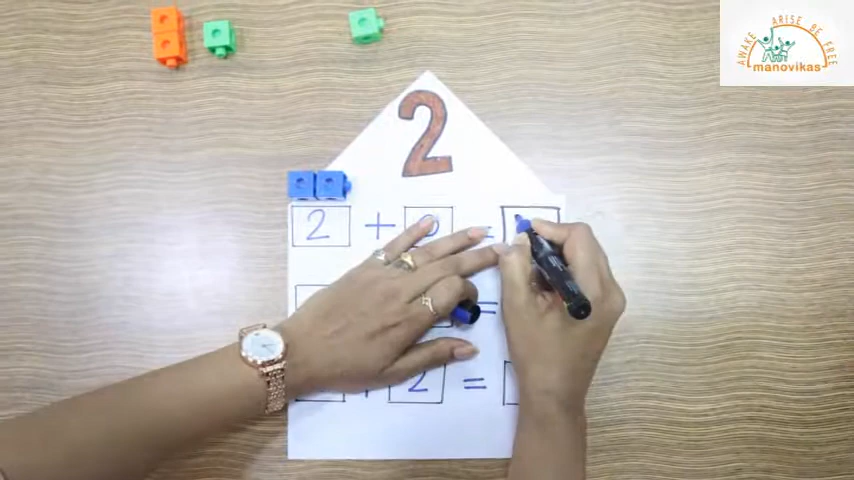 AWAKE ARISE BE FREE
manovikas
2
2 + 0 =
=
+ 2 =